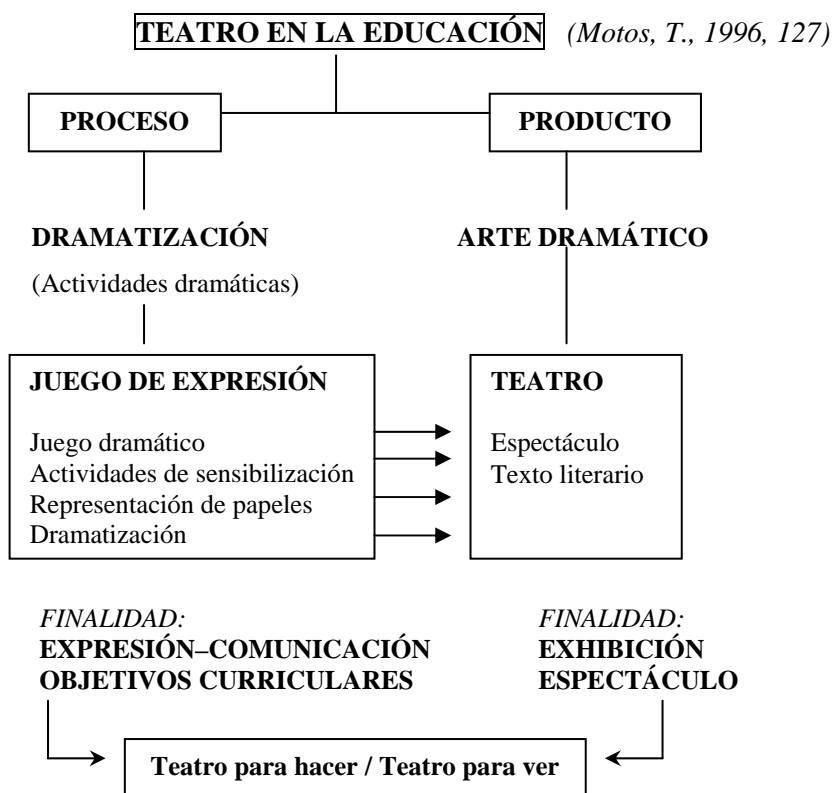 TEATRO EN LA EDUCACIÓN (Motos, T., 1996, 127)
PROCESO
PRODUCTO
DRAMATIZACIÓN
(Actividades dramáticas)
ARTE DRAMÁTICO
JUEGO DE EXPRESIÓN
Juego dramático
Actividades de sensibilización
Representación de papeles
Dramatización
TEATRO
Espectáculo
Texto literario
FINALIDAD:
EXPRESIÓN–COMUNICACIÓN
OBJETIVOS CURRICULARES
FINALIDAD:
EXHIBICIÓN
ESPECTÁCULO
Teatro para hacer / Teatro para ver